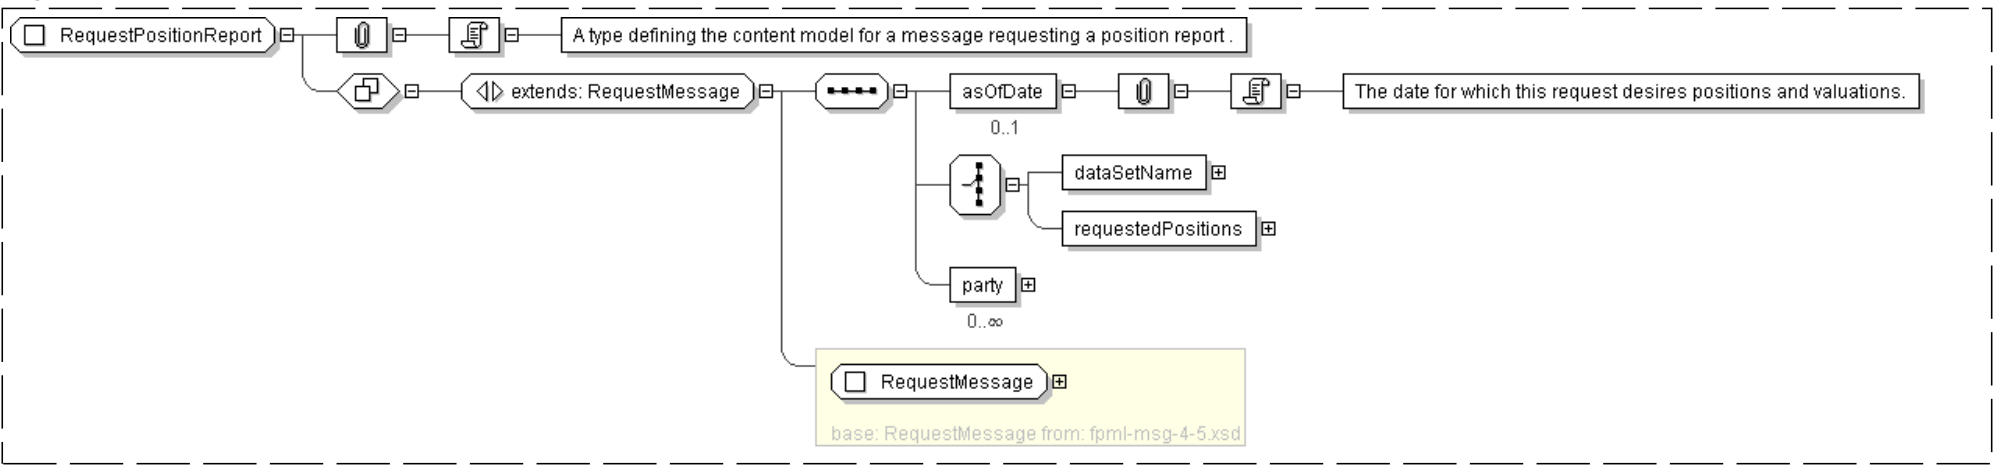 RequestPositionReport
A type defining the content model for a message requesting a position report .
extends: RequestMessage
asOfDate
The date for which this request desires positions and valuations.
0..1
dataSetName
requestedPositions
party
0..∞
RequestMessage
base: RequestMessage from: fpml-msg-4-5.xsd